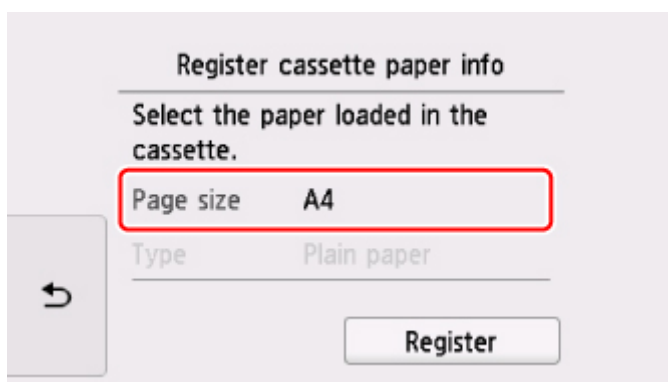 Register cassette paper info
Select the paper loaded in the
cassette.
Page size A4
Type Plain paper
Register